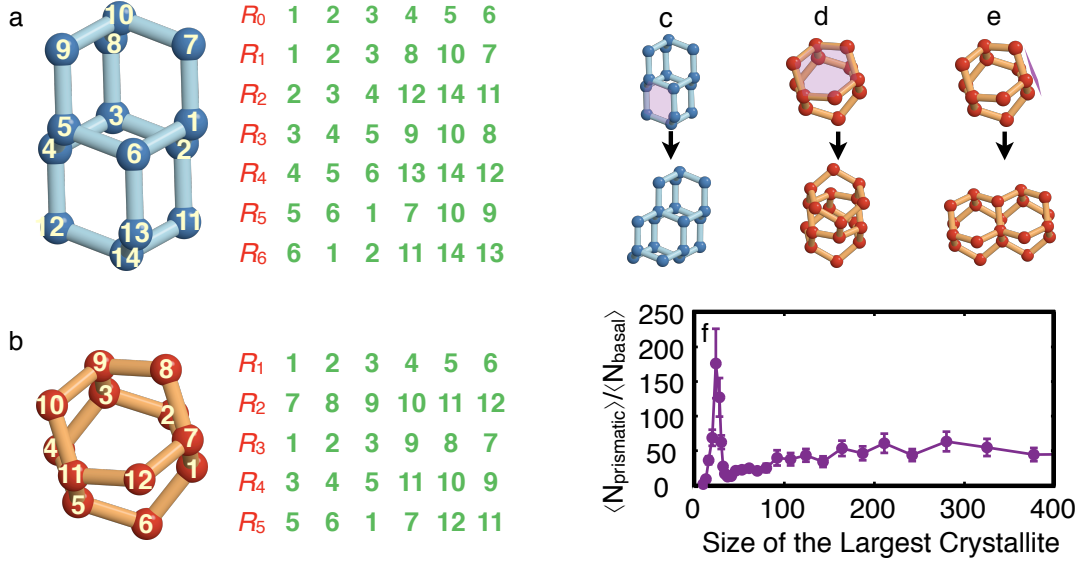 a
10
9
8
7
3
5
1
4
6
2
12
13
11
14
R0 1 2 3 4 5 6
R1 1 2 3 8 10 7
R2 2 3 4 12 14 11
R3 3 4 5 9 10 8
R4 4 5 6 13 14 12
R5 5 6 1 7 10 9
R6 6 1 2 11 14 13
b
9
8
3
10
2
7
4
1
11
12
5
6
R1 1 2 3 4 5 6
R2 7 8 9 10 11 12
R3 1 2 3 9 8 7
R4 3 4 5 11 10 9
R5 5 6 1 7 12 11
c
d
e
f
⟨Nprismatic⟩/⟨Nbasal⟩
250
200
150
100
50
0
0 100 200 300 400
Size of the Largest Crystallite